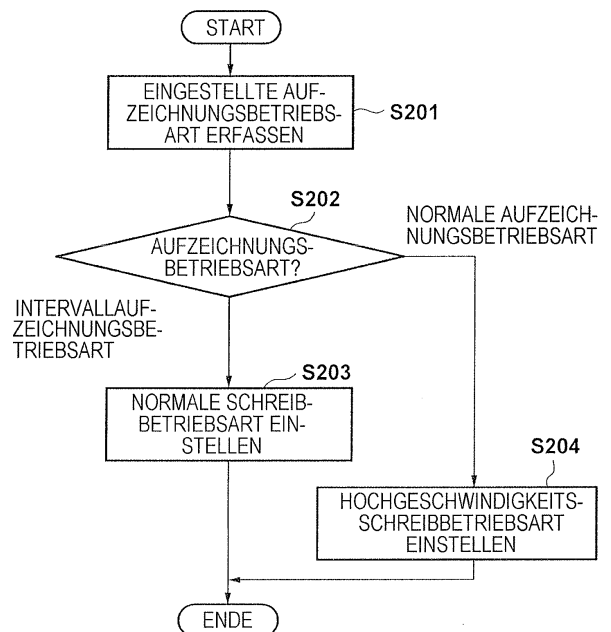 START
EINGESTELLTE AUF-
ZEICHNUNGSBETRIEBS-
ART ERFASSEN
S201
S202
AUFZEICHNUNGS-
BETRIEBSART?
NORMALE AUFZEICH-
NUNGSBETRIEBSART
INTERVALLAUF-
ZEICHNUNGSBE-
TRIEBSART
S203
NORMALE SCHREIB-
BETRIEBSART EIN-
STELLEN
S204
HOCHGESCHWINDIGKEITS-
SCHREIBBETRIEBSART
EINSTELLEN
ENDE